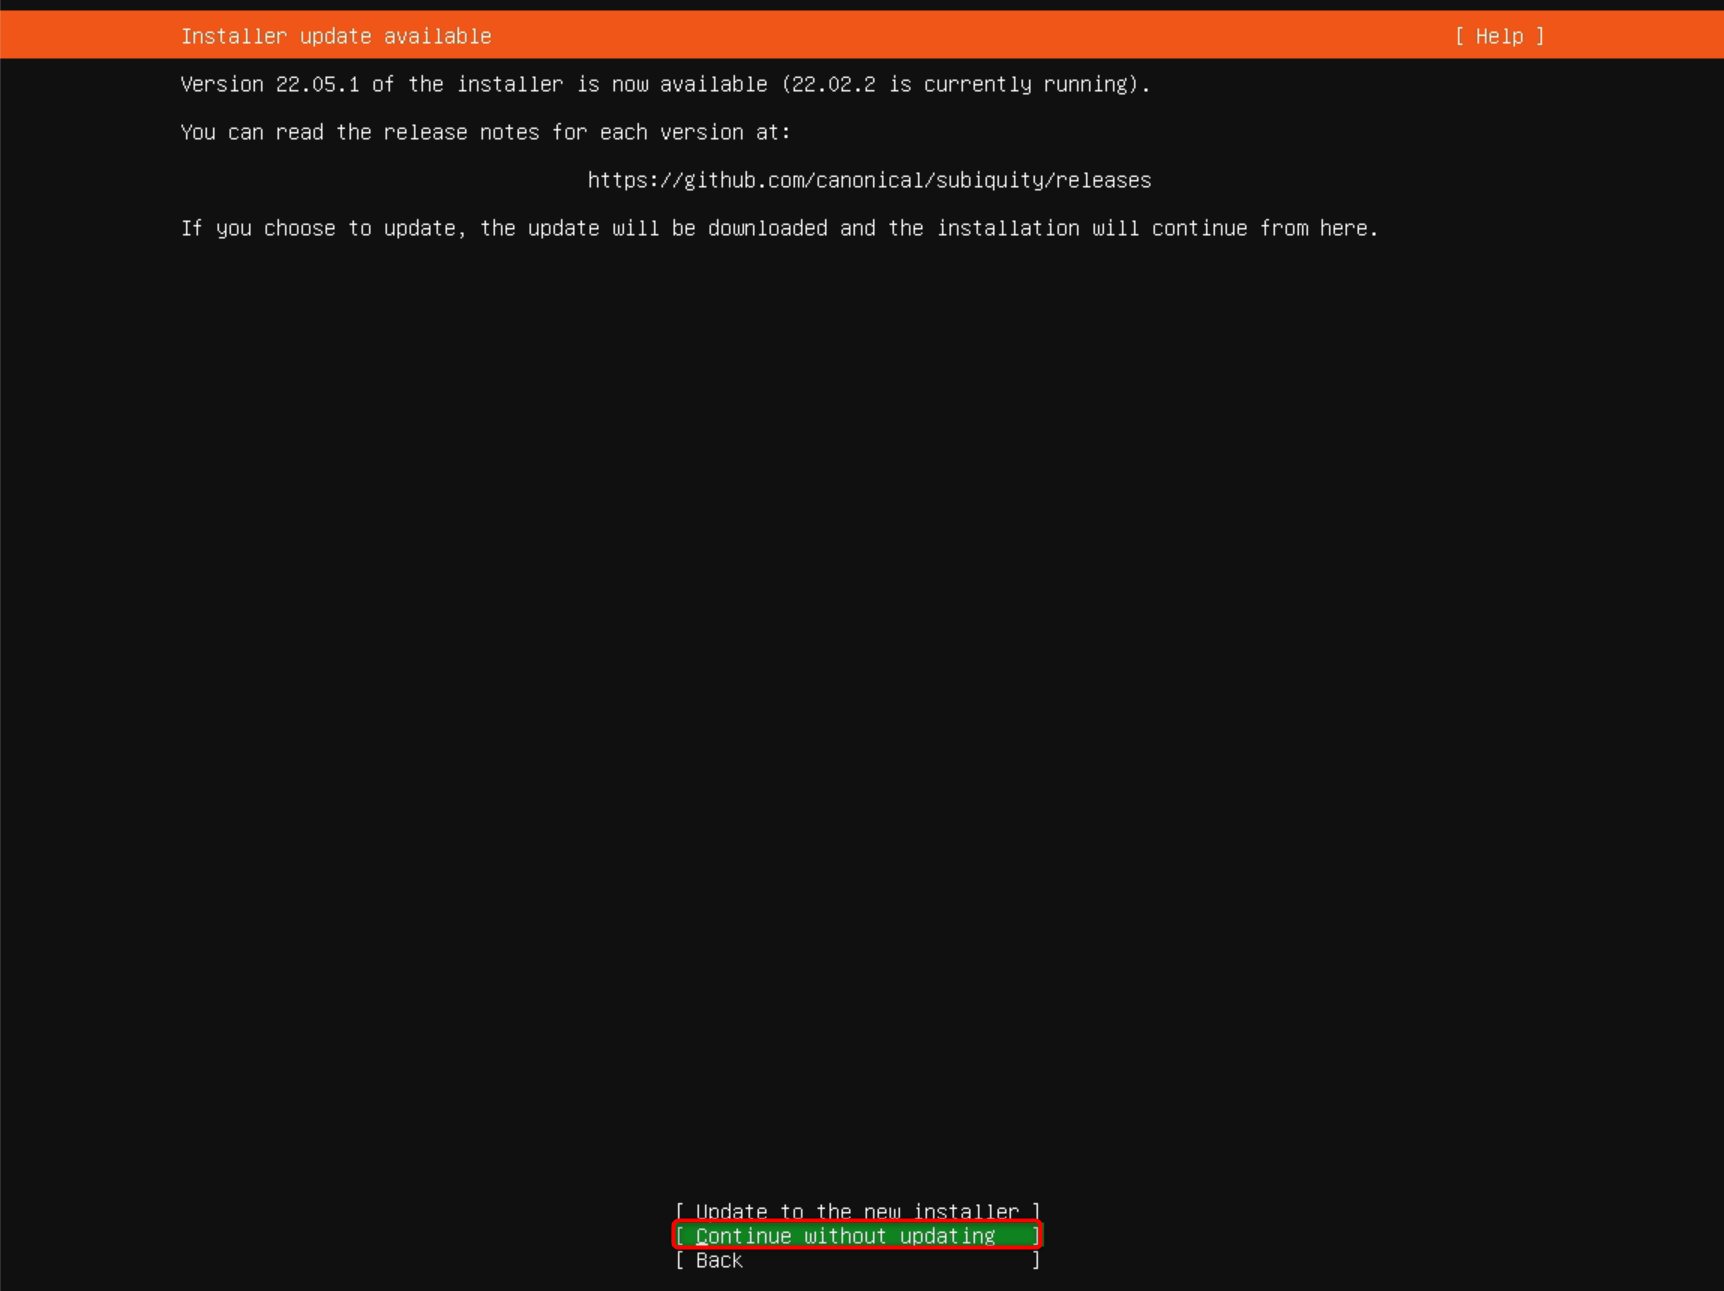 Installer update available [ Help ]
Version 22.05.1 of the installer is now available (22.02.2 is currently running).
You can read the release notes for each version at:
https://github.com/canonical/subiquity/releases
If you choose to update, the update will be downloaded and the installation will continue from here.
[ Update to the new installer ]
[ Continue without updating ]
[ Back ]